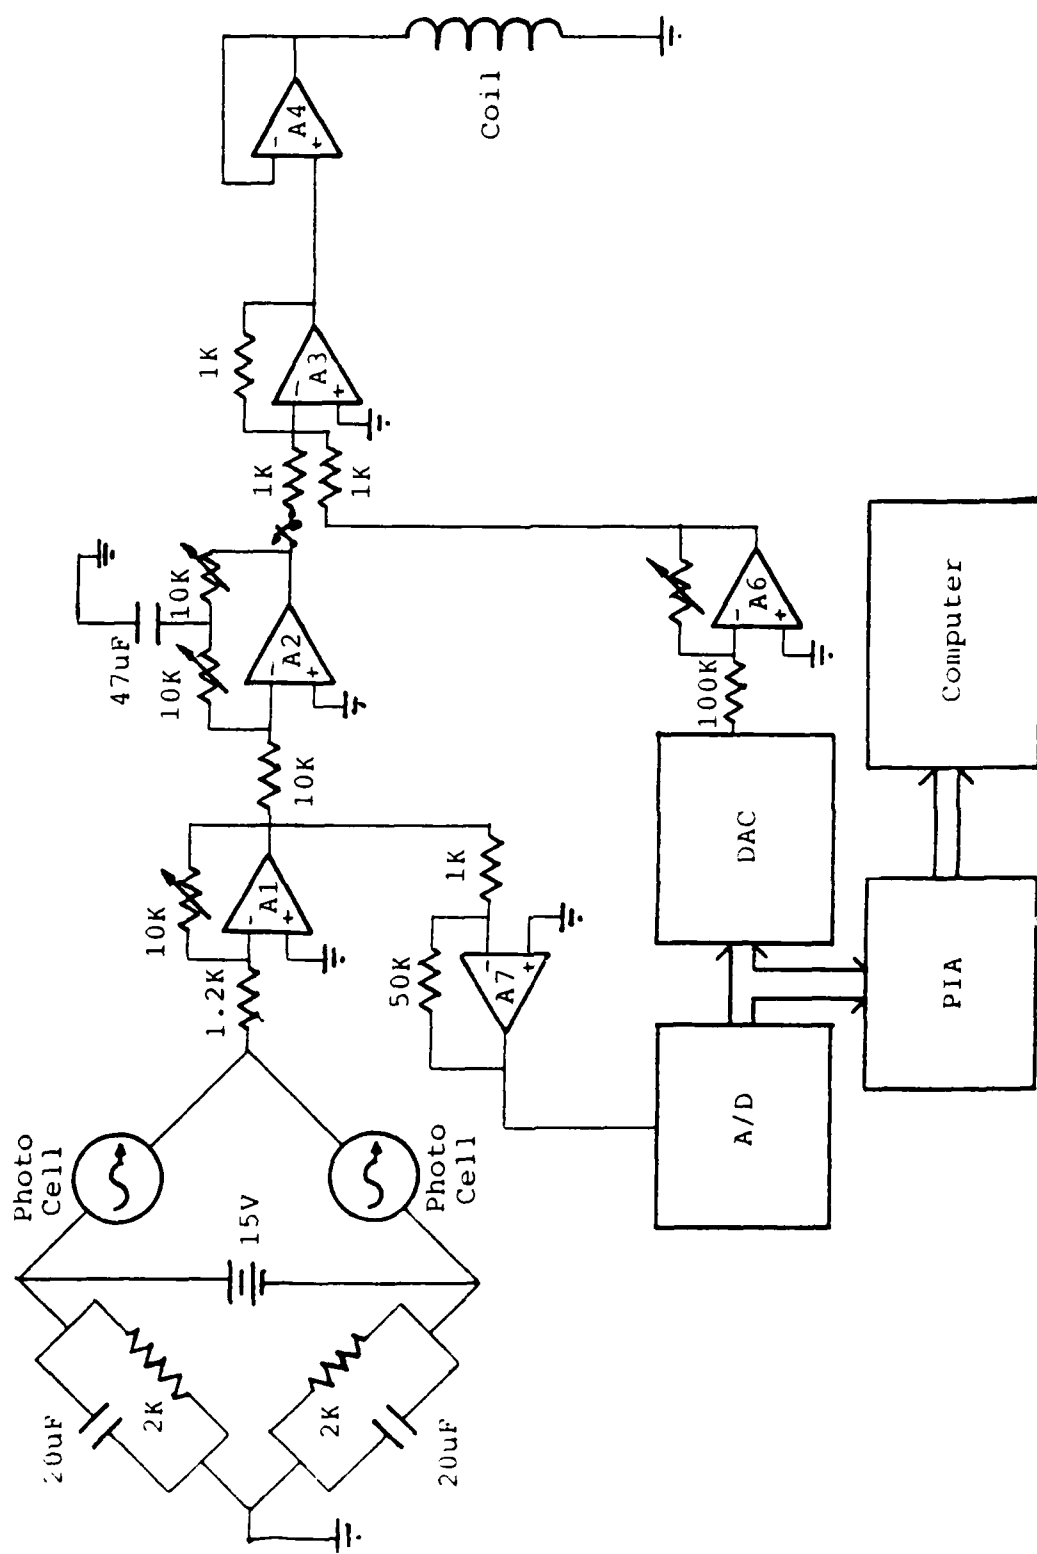 20uF
2K
Photo
Cell
15V
2K
20uF
Photo
Cell
1.2K
10K
-
+
A1
10K
47uF
10K
10K
-
+
A2
1K
1K
1K
-
+
A3
-
+
A4
Coil
50K
1K
-
+
A7
100K
-
+
A6
A/D
DAC
PIA
Computer